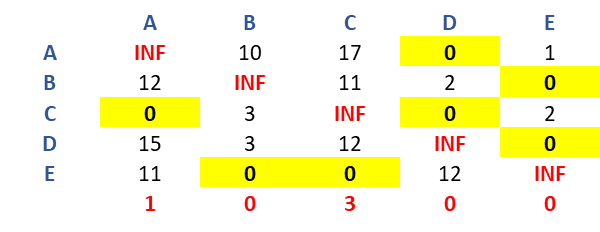 A B C D E
A INF 10 17 0 1
B 12 INF 11 2 0
C 0 3 INF 0 2
D 15 3 12 INF 0
E 11 0 0 12 INF
1 0 3 0 0